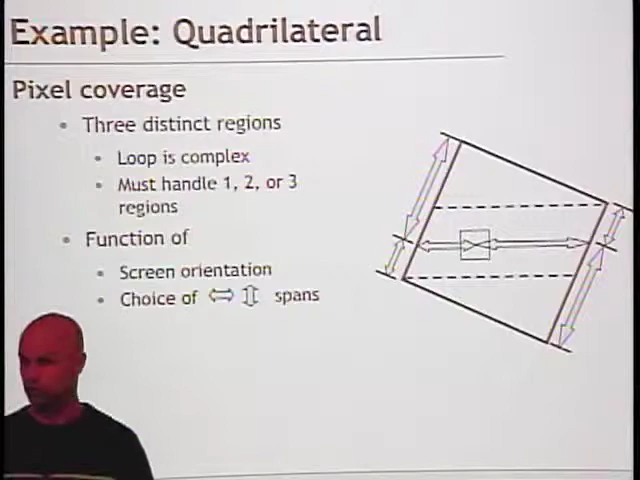 Example: Quadrilateral
Pixel coverage
• Three distinct regions
• Loop is complex
• Must handle 1, 2, or 3
regions
• Function of
• Screen orientation
• Choice of ⇔ ⇕ spans